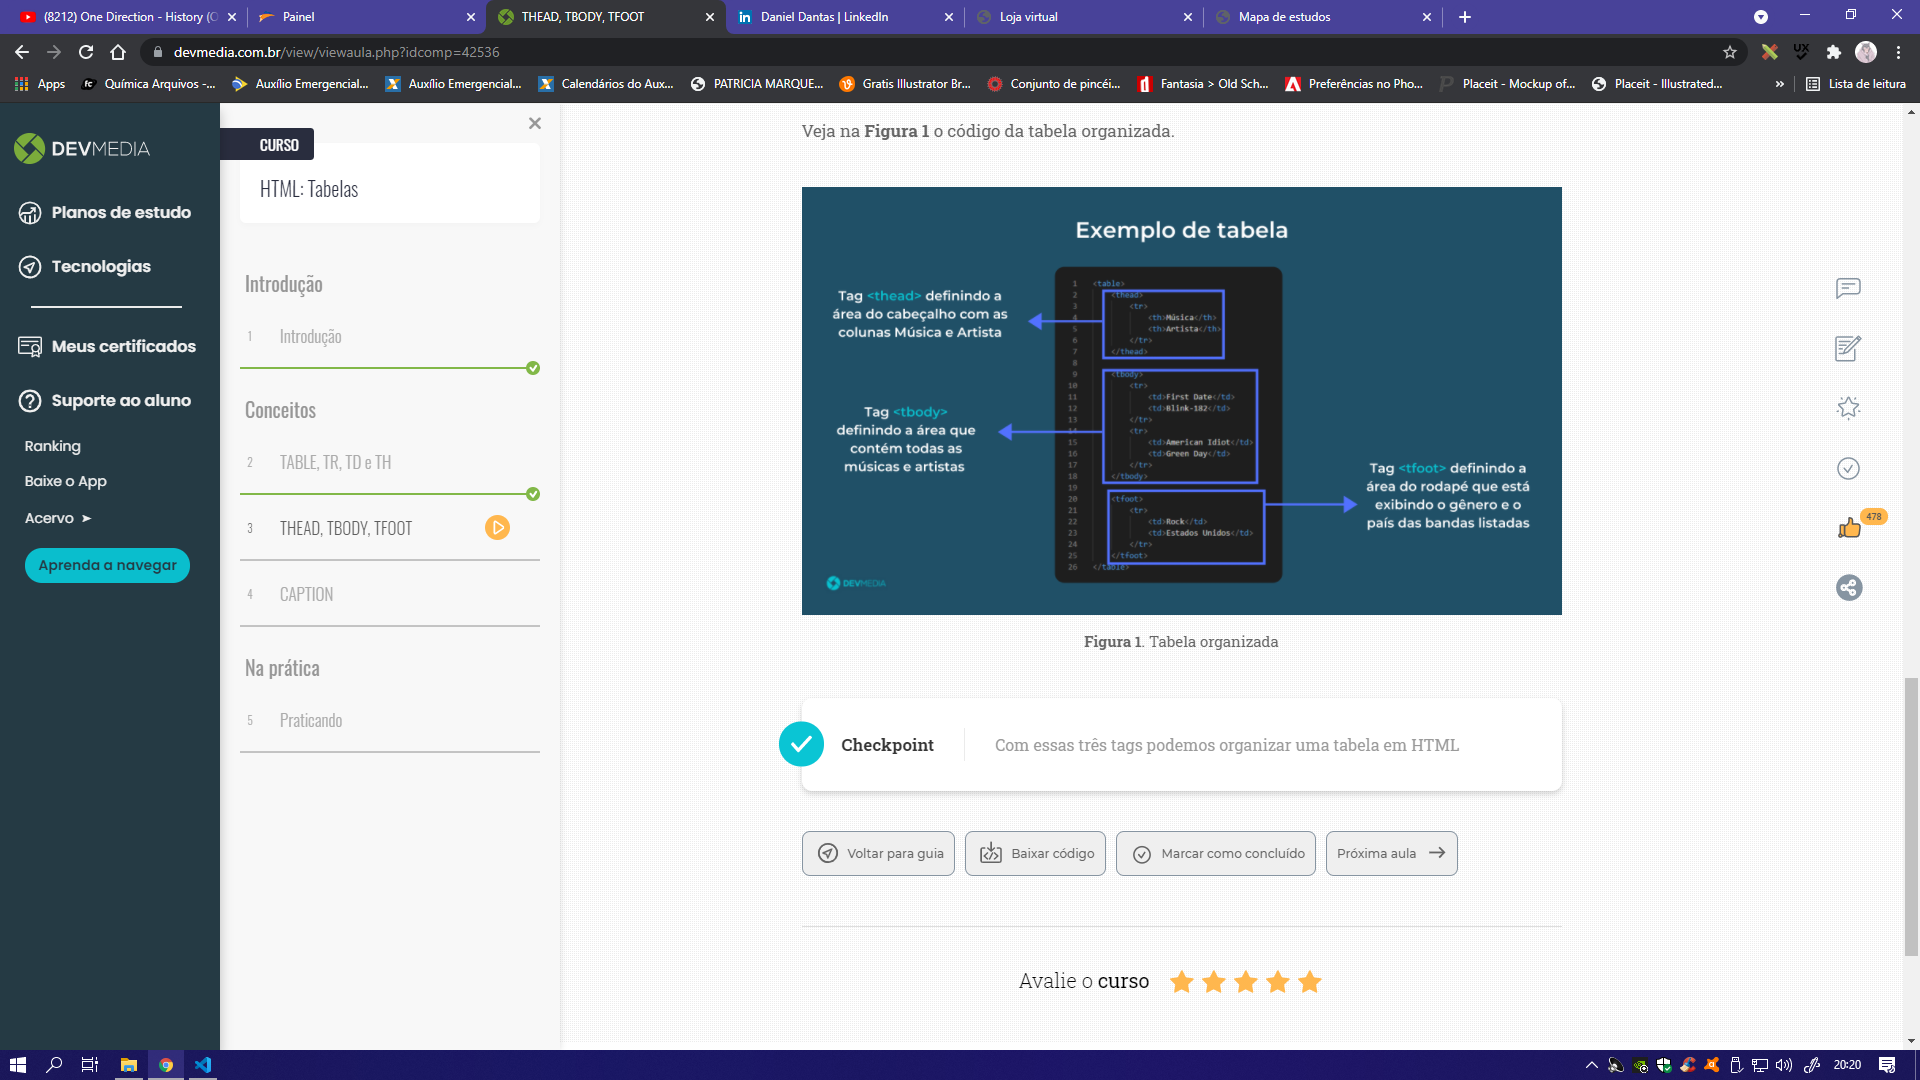 (8212) One Direction - History (O
Painel
THEAD, TBODY, TFOOT
Daniel Dantas | LinkedIn
Loja virtual
Mapa de estudos
devmedia.com.br/view/viewaula.php?idcomp=42536
Apps
Química Arquivos -...
Auxílio Emergencial...
Auxílio Emergencial...
Calendários do Aux...
PATRICIA MARQUE...
Gratis Illustrator Br...
Conjunto de pincéi...
Fantasia > Old Sch...
Preferências no Pho...
Placeit - Mockup of...
Placeit - Illustrated...
»
Lista de leitura
DEVMEDIA
Planos de estudo
Tecnologias
Meus certificados
Suporte ao aluno
Ranking
Baixe o App
Acervo ➤
Aprenda a navegar
CURSO
HTML: Tabelas
Introdução
1 Introdução
Conceitos
2 TABLE, TR, TD e TH
3 THEAD, TBODY, TFOOT
4 CAPTION
Na prática
5 Praticando
Veja na Figura 1 o código da tabela organizada.
Exemplo de tabela
Tag <thead> definindo a
área do cabeçalho com as
colunas Música e Artista
Tag <tbody>
definindo a área que
contém todas as
músicas e artistas
1 <table>
2 <thead>
3 <tr>
4 <th>Música</th>
5 <th>Artista</th>
6 </tr>
7 </thead>
8
9 <tbody>
10 <tr>
11 <td>First Date</td>
12 <td>Blink-182</td>
13 </tr>
14 <tr>
15 <td>American Idiot</td>
16 <td>Green Day</td>
17 </tr>
18 </tbody>
19
20 <tfoot>
21 <tr>
22 <td>Rock</td>
23 <td>Estados Unidos</td>
24 </tr>
25 </tfoot>
26 </table>
Tag <tfoot> definindo a
área do rodapé que está
exibindo o gênero e o
país das bandas listadas
DEVMEDIA
Figura 1. Tabela organizada
Checkpoint
Com essas três tags podemos organizar uma tabela em HTML
Voltar para guia
Baixar código
Marcar como concluído
Próxima aula
Avalie o curso
478
20:20